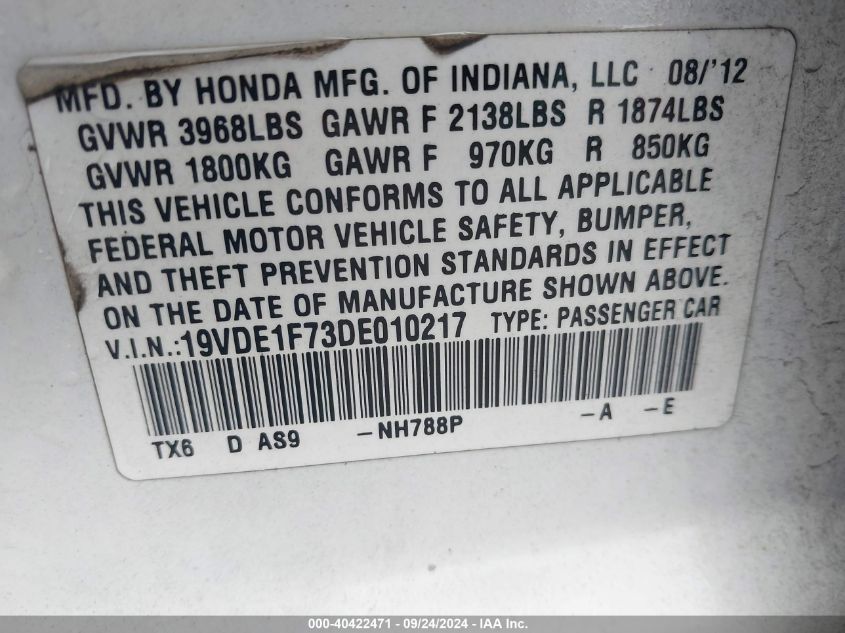 MFD. BY HONDA MFG. OF INDIANA, LLC 08/'12
GVWR 3968LBS GAWR F 2138LBS R 1874LBS
GVWR 1800KG GAWR F 970KG R 850KG
THIS VEHICLE CONFORMS TO ALL APPLICABLE
FEDERAL MOTOR VEHICLE SAFETY, BUMPER,
AND THEFT PREVENTION STANDARDS IN EFFECT
ON THE DATE OF MANUFACTURE SHOWN ABOVE.
V.I.N.:19VDE1F73DE010217 TYPE: PASSENGER CAR
TX6 D AS9 -NH788P -A -E
000-40422471 - 09/24/2024 - IAA Inc.